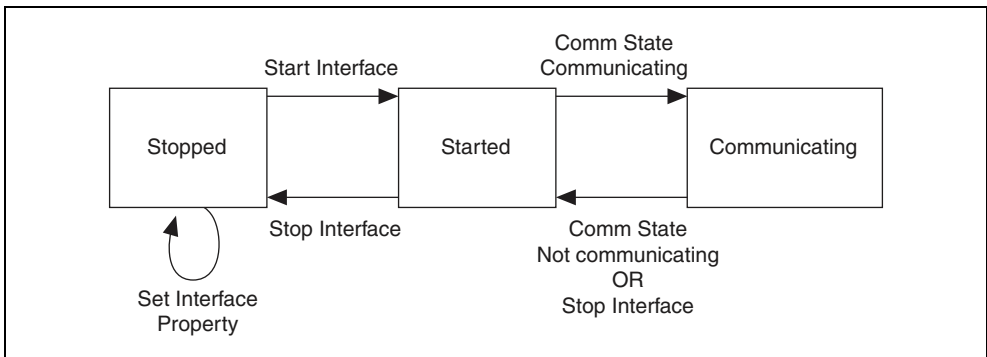 Start Interface
Comm State
Communicating
Stopped
Started
Communicating
Stop Interface
Comm State
Not communicating
OR
Stop Interface
Set Interface
Property